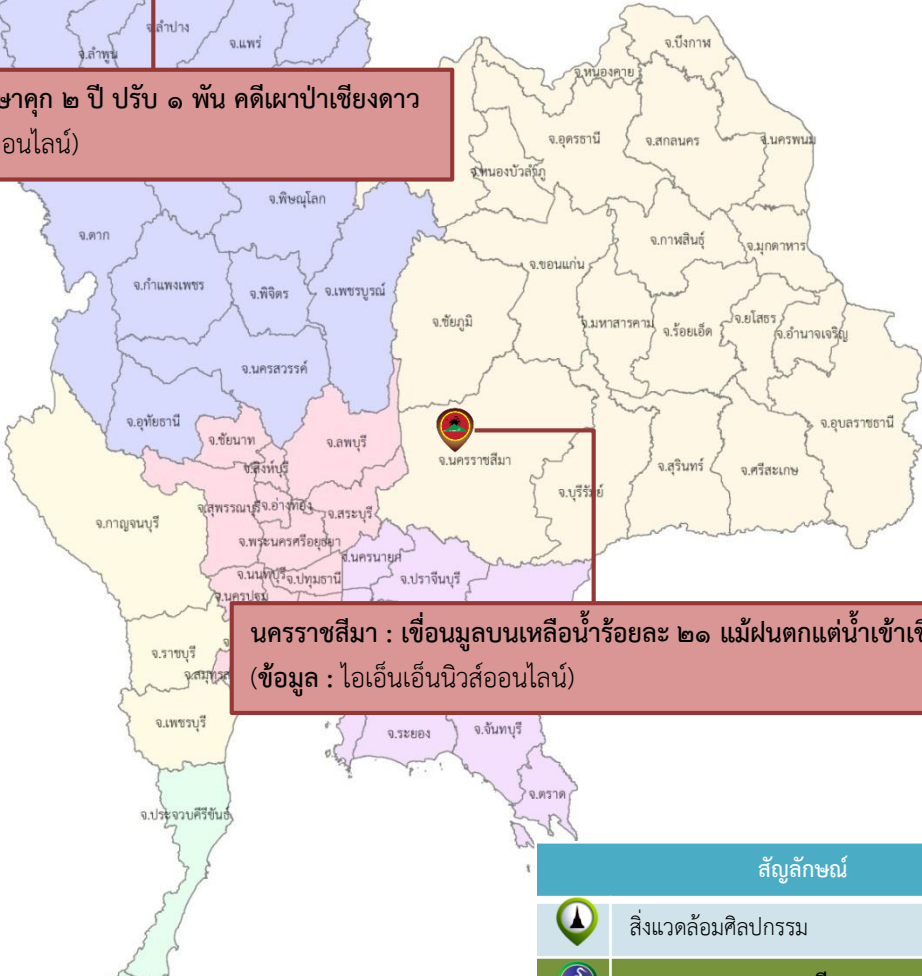 จ.ลำปาง
จ.แพร่
จ.ลำพูน
จ.บึงกาฬ
จ.หนองคาย
ปี ปรับ ๑ พัน คดีเผาป่าเชียงดาว
จ.อุดรธานี
จ.สกลนคร
จ.นครพนม
จ.หนองบัวลำภู
จ.พิษณุโลก
จ.ตาก
จ.กาฬสินธุ์
จ.มุกดาหาร
จ.ขอนแก่น
จ.กำแพงเพชร
จ.พิจิตร
จ.เพชรบูรณ์
จ.ชัยภูมิ
จ.มหาสารคาม
จ.ร้อยเอ็ด
จ.ยโสธร
จ.อำนาจเจริญ
จ.นครสวรรค์
จ.อุทัยธานี
จ.ชัยนาท
จ.ลพบุรี
จ.อุบลราชธานี
จ.นครราชสีมา
จ.สิงห์บุรี
จ.สุรินทร์
จ.ศรีสะเกษ
จ.บุรีรัมย์
จ.สุพรรณบุรี
จ.อ่างทอง
จ.สระบุรี
จ.กาญจนบุรี
จ.พระนครศรีอยุธยา
จ.นครนายก
จ.นนทบุรี
จ.ปทุมธานี
จ.ปราจีนบุรี
จ.นครปฐม
นครราชสีมา : เขื่อนมูลบนเหลือน้ำร้อยละ ๒๑ แม้ฝนตกแต่น้ำเข้า
(ข้อมูล : ไอเอ็นเอ็นนิวส์ออนไลน์)
จ.ราชบุรี
จ.เพชรบุรี
จ.ระยอง
จ.จันทบุรี
จ.ตราด
จ.ประจวบคีรีขันธ์
สัญลักษณ์
สิ่งแวดล้อมศิลปกรรม